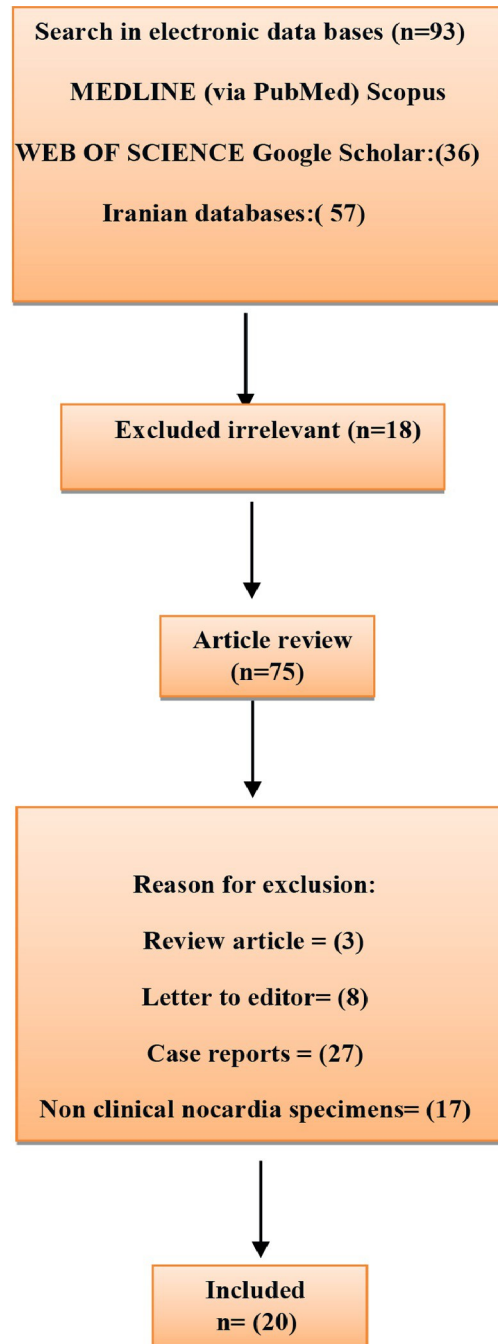 Search in electronic data bases (n=93)
MEDLINE (via PubMed) Scopus
WEB OF SCIENCE Google Scholar:(36)
Iranian databases:( 57)
Excluded irrelevant (n=18)
Article review
(n=75)
Reason for exclusion:
Review article = (3)
Letter to editor= (8)
Case reports = (27)
Non clinical nocardia specimens= (17)
Included
n= (20)